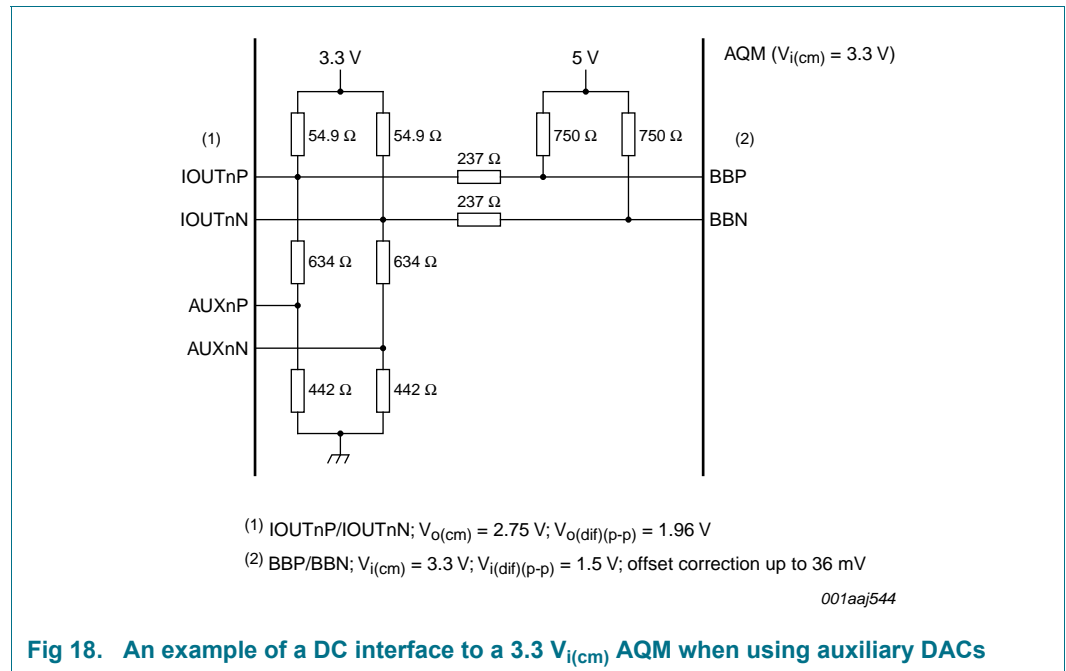 3.3 V
5 V
AQM (Vi(cm) = 3.3 V)
(1)
54.9 Ω
54.9 Ω
750 Ω
750 Ω
(2)
237 Ω
IOUTnP
BBP
237 Ω
IOUTnN
BBN
634 Ω
634 Ω
AUXnP
AUXnN
442 Ω
442 Ω
(1) IOUTnP/IOUTnN; Vo(cm) = 2.75 V; Vo(dif)(p-p) = 1.96 V
(2) BBP/BBN; Vi(cm) = 3.3 V; Vi(dif)(p-p) = 1.5 V; offset correction up to 36 mV
001aaj544
Fig 18. An example of a DC interface to a 3.3 Vi(cm) AQM when using auxiliary DACs